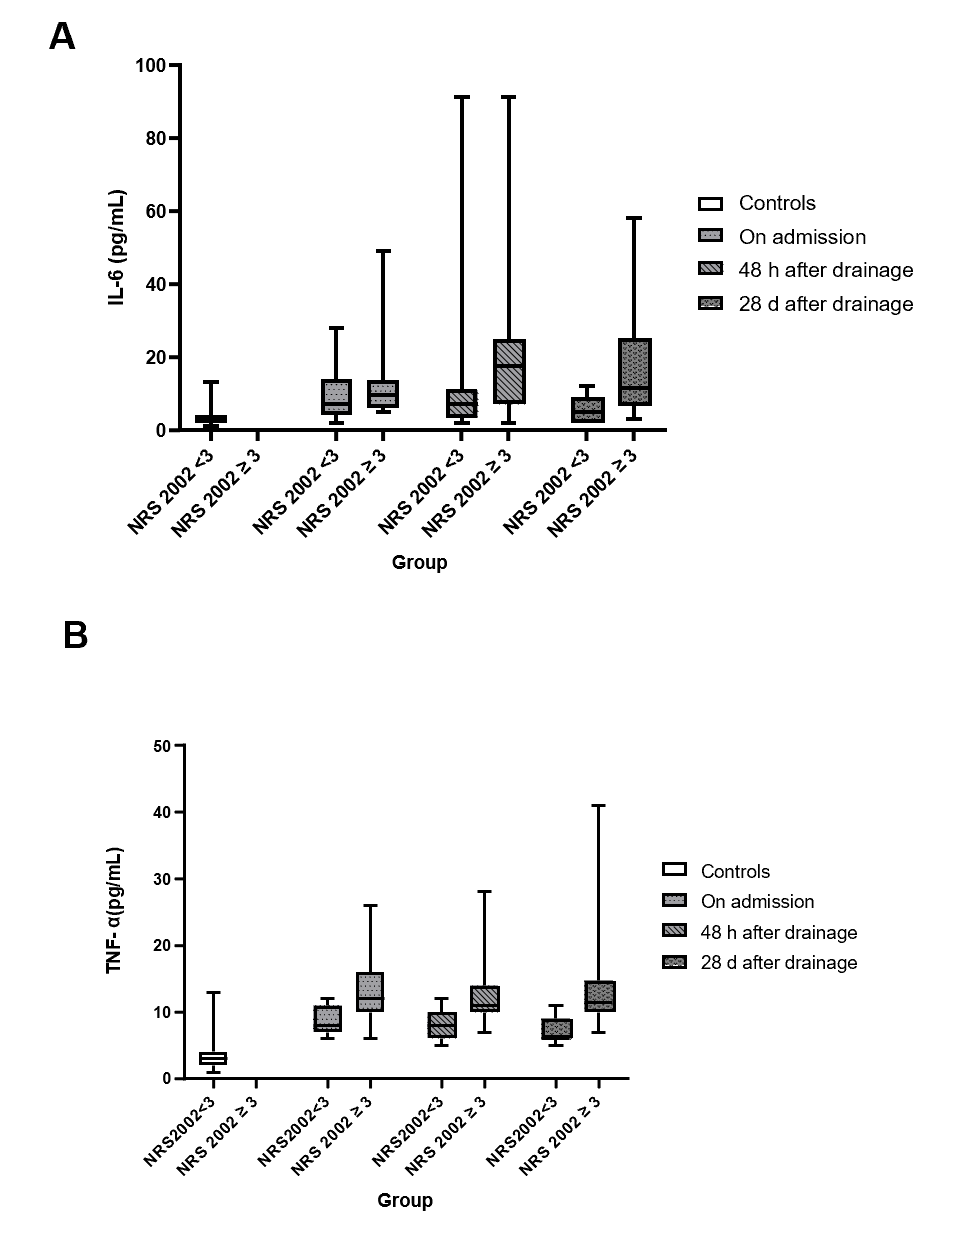 A
100
80
60
40
20
0
IL-6 (pg/mL)
NRS 2002 <3
NRS 2002 ≥ 3
NRS 2002 <3
NRS 2002 ≥ 3
NRS 2002 <3
NRS 2002 ≥ 3
NRS 2002 <3
NRS 2002 ≥ 3
Group
Controls
On admission
48 h after drainage
28 d after drainage
B
50
40
30
20
10
0
TNF- α(pg/mL)
NRS2002<3
NRS 2002 ≥ 3
NRS2002<3
NRS 2002 ≥ 3
NRS2002<3
NRS 2002 ≥ 3
NRS2002<3
NRS 2002 ≥ 3
Group
Controls
On admission
48 h after drainage
28 d after drainage